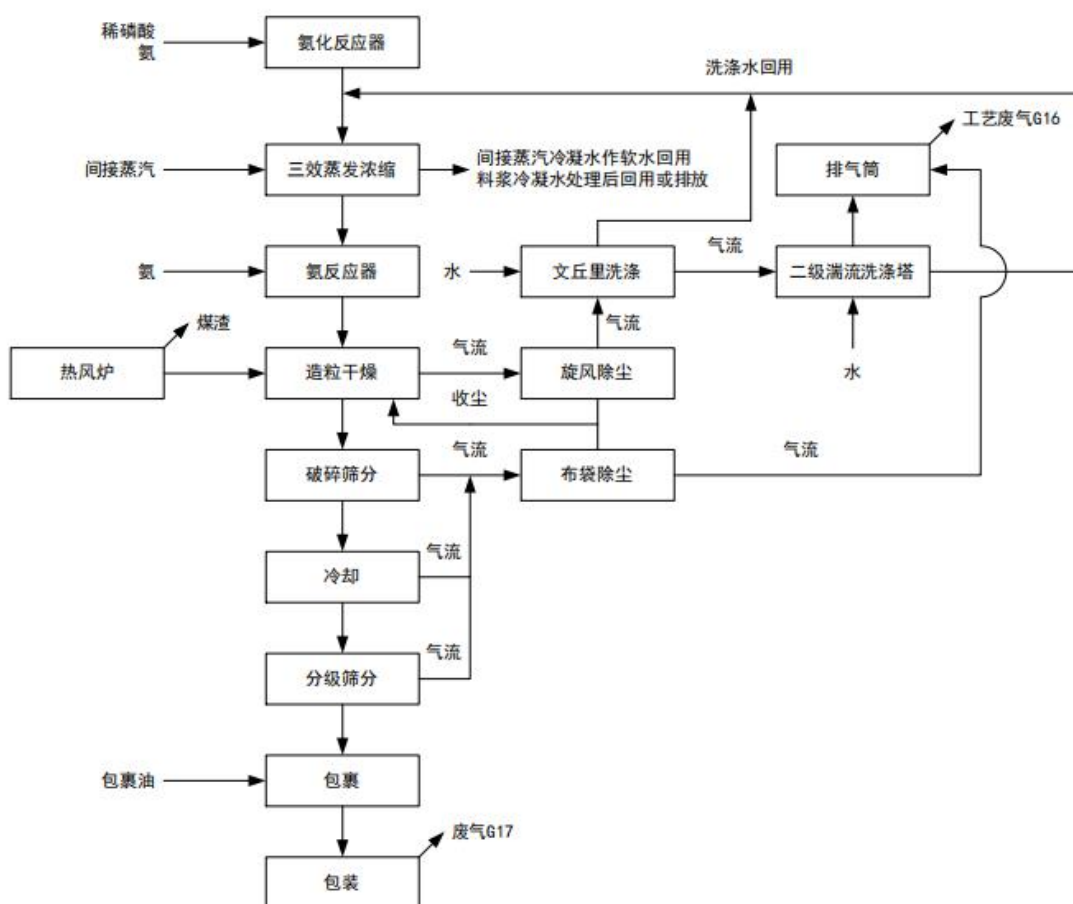 稀磷酸
氨
氨化反应器
洗涤水回用
工艺废气G16
间接蒸汽
三效蒸发浓缩
间接蒸汽冷凝水作软水回用
料浆冷凝水处理后回用或排放
排气筒
氨
氨反应器
水
文丘里洗涤
气流
二级湍流洗涤塔
煤渣
气流
气流
热风炉
造粒干燥
旋风除尘
水
收尘
破碎筛分
气流
布袋除尘
气流
气流
冷却
气流
分级筛分
包裹油
包裹
废气G17
包装